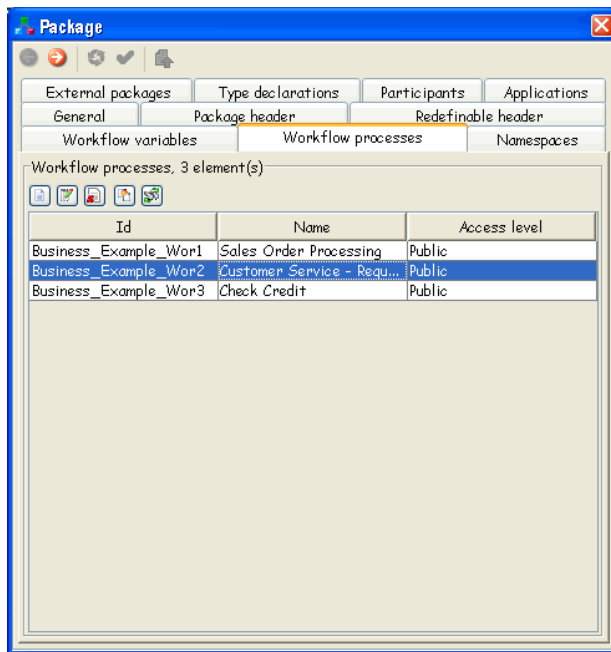 Package
External packages Type declarations Participants Applications
General Package header Redefinable header
Workflow variables Workflow processes Namespaces
Workflow processes, 3 element(s)
Id Name Access level
Business_Example_Wor1 Sales Order Processing Public
Business_Example_Wor2 Customer Service - Requ... Public
Business_Example_Wor3 Check Credit Public